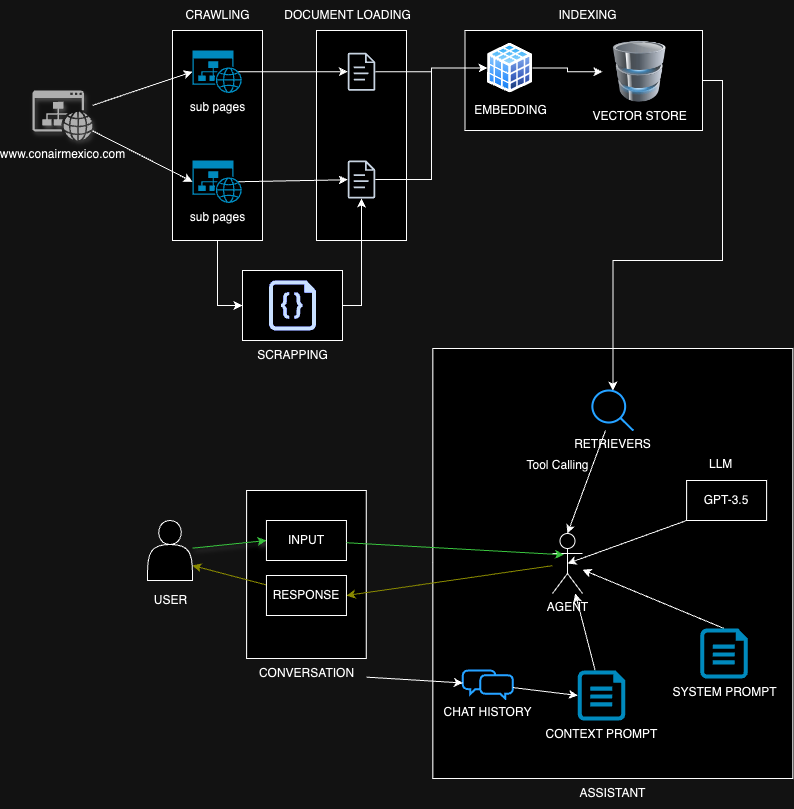 CRAWLING
DOCUMENT LOADING
INDEXING
sub pages
EMBEDDING
VECTOR STORE
www.conairmexico.com
sub pages
SCRAPPING
RETRIEVERS
Tool Calling
LLM
GPT-3.5
INPUT
RESPONSE
USER
AGENT
CONVERSATION
CHAT HISTORY
SYSTEM PROMPT
CONTEXT PROMPT
ASSISTANT